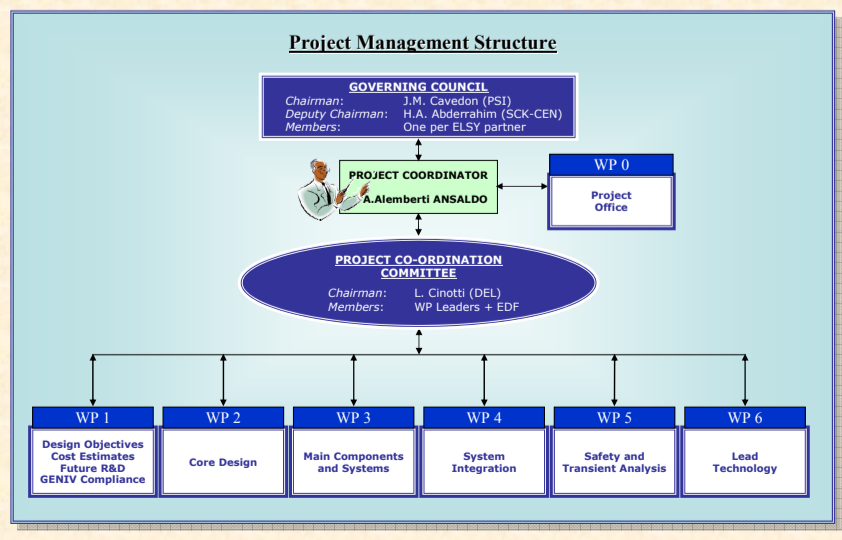 Project Management Structure
GOVERNING COUNCIL
Chairman: J.M. Cavedon (PSI)
Deputy Chairman: H.A. Abderrahim (SCK-CEN)
Members: One per ELSY partner
PROJECT COORDINATOR
A.Alemberti ANSALDO
WP 0
Project
Office
PROJECT CO-ORDINATION
COMMITTEE
Chairman: L. Cinotti (DEL)
Members: WP Leaders + EDF
WP 1
Design Objectives
Cost Estimates
Future R&D
GENIV Compliance
WP 2
Core Design
WP 3
Main Components
and Systems
WP 4
System
Integration
WP 5
Safety and
Transient Analysis
WP 6
Lead
Technology